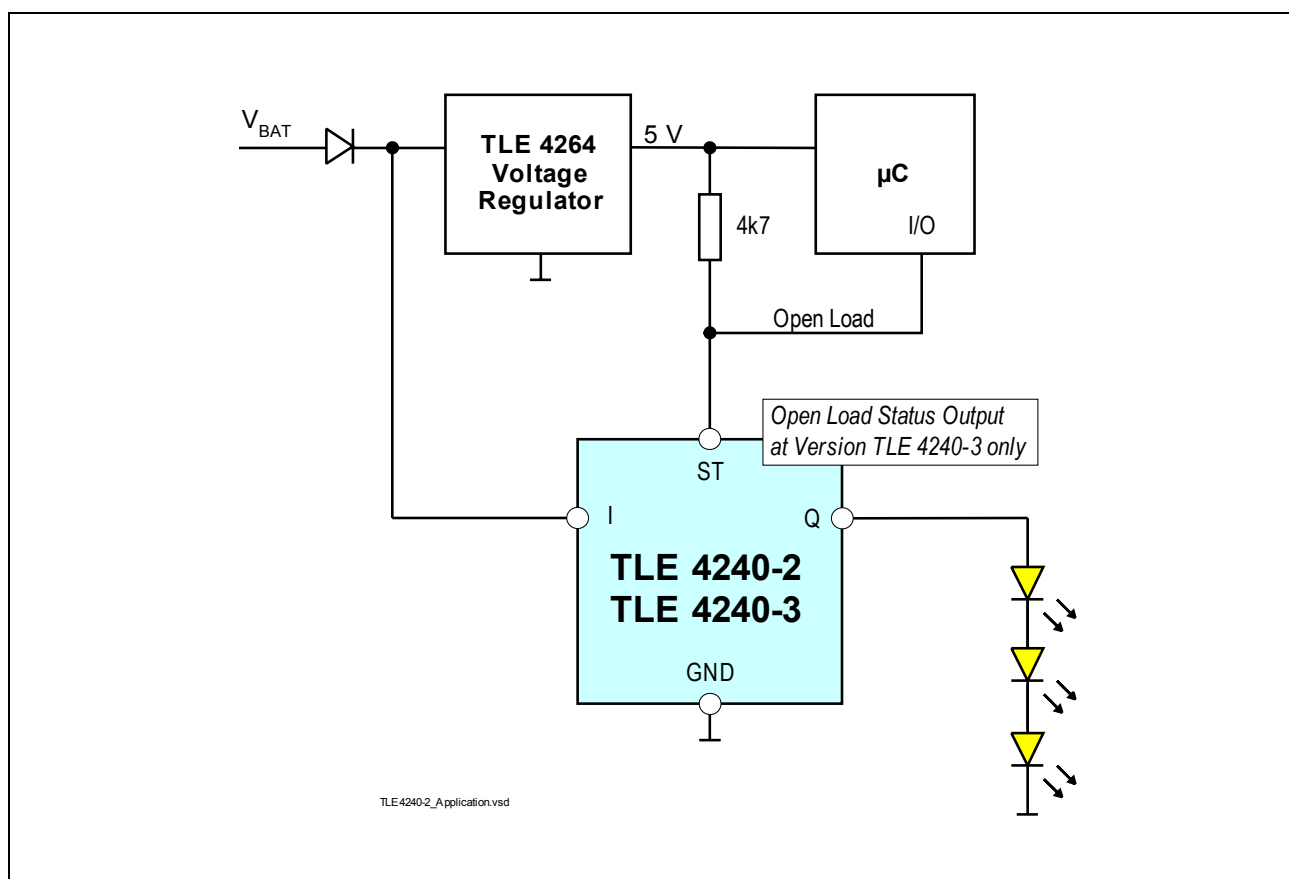 V_BAT
TLE 4264
Voltage
Regulator
5 V
µC
I/O
4k7
Open Load
Open Load Status Output
at Version TLE 4240-3 only
ST
I
Q
TLE 4240-2
TLE 4240-3
GND
TLE4240-2_Application.vsd